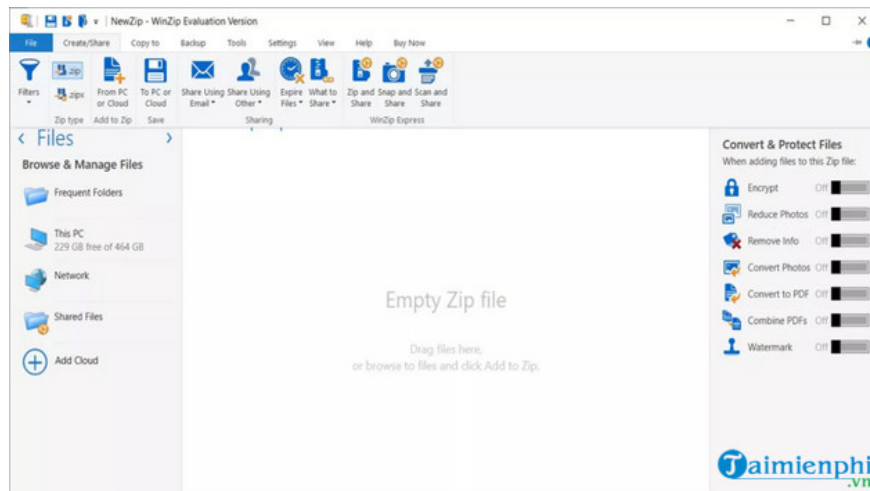 NewZip - WinZip Evaluation Version
File Create/Share Copy to Backup Tools Settings View Help Buy Now
Filters
zip
zipx
From PC or Cloud
To PC or Cloud
Share Using Email
Share Using Other
Expire Files
What to Share
Zip and Share
Snap and Share
Scan and Share
Zip type Add to Zip Save Sharing WinZip Express
Files
Browse & Manage Files
Frequent Folders
This PC
229 GB free of 464 GB
Network
Shared Files
Add Cloud
Empty Zip file
Drag files here,
or browse to files and click Add to Zip.
Convert & Protect Files
When adding files to this Zip file:
Encrypt Off
Reduce Photos Off
Remove Info Off
Convert Photos Off
Convert to PDF Off
Combine PDFs Off
Watermark Off
Taimienphi
.vn